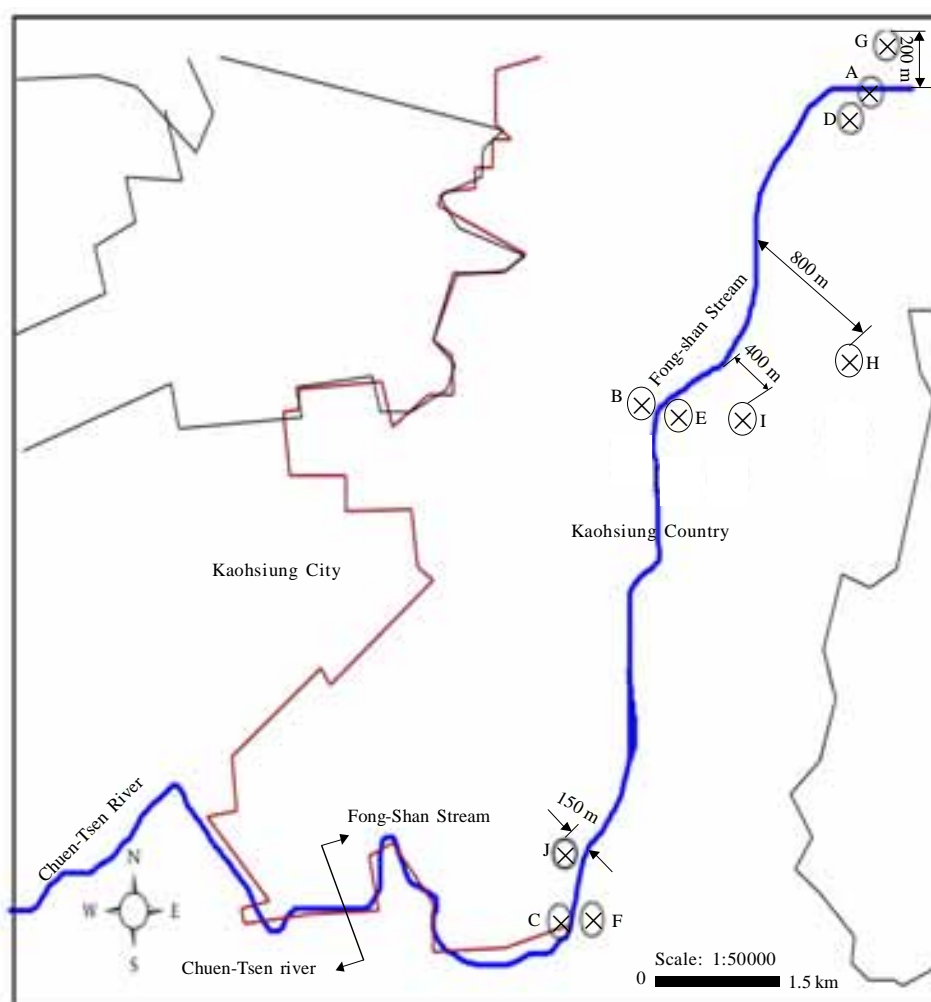 G
200 m
A
D
800 m
Fong-shan Stream
H
400 m
B
E
I
Kaohsiung Country
Kaohsiung City
Chuen-Tsen River
150 m
Fong-Shan Stream
J
N
W
E
S
C
F
Chuen-Tsen river
Scale: 1:50000
0
1.5 km